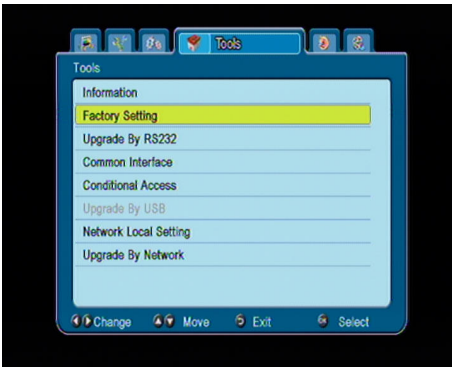 Tools
Tools
Information
Factory Setting
Upgrade By RS232
Common Interface
Conditional Access
Upgrade By USB
Network Local Setting
Upgrade By Network
Change Move Exit Select